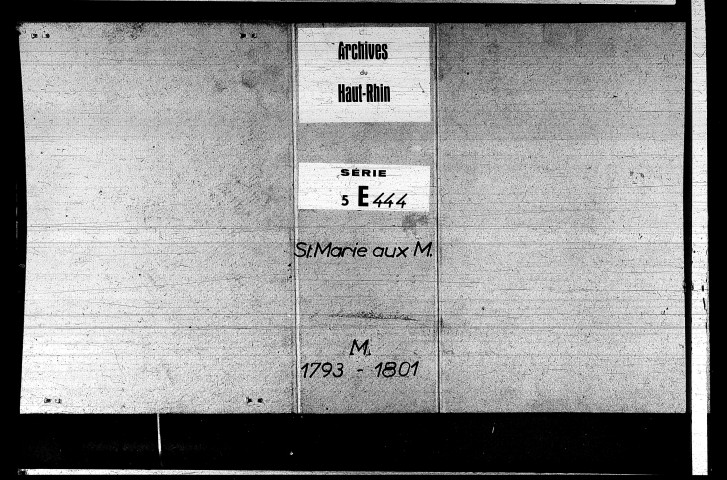 Archives
du
Haut-Rhin
SÉRIE
5 E 444
St. Marie aux M.
M.
1793 - 1801